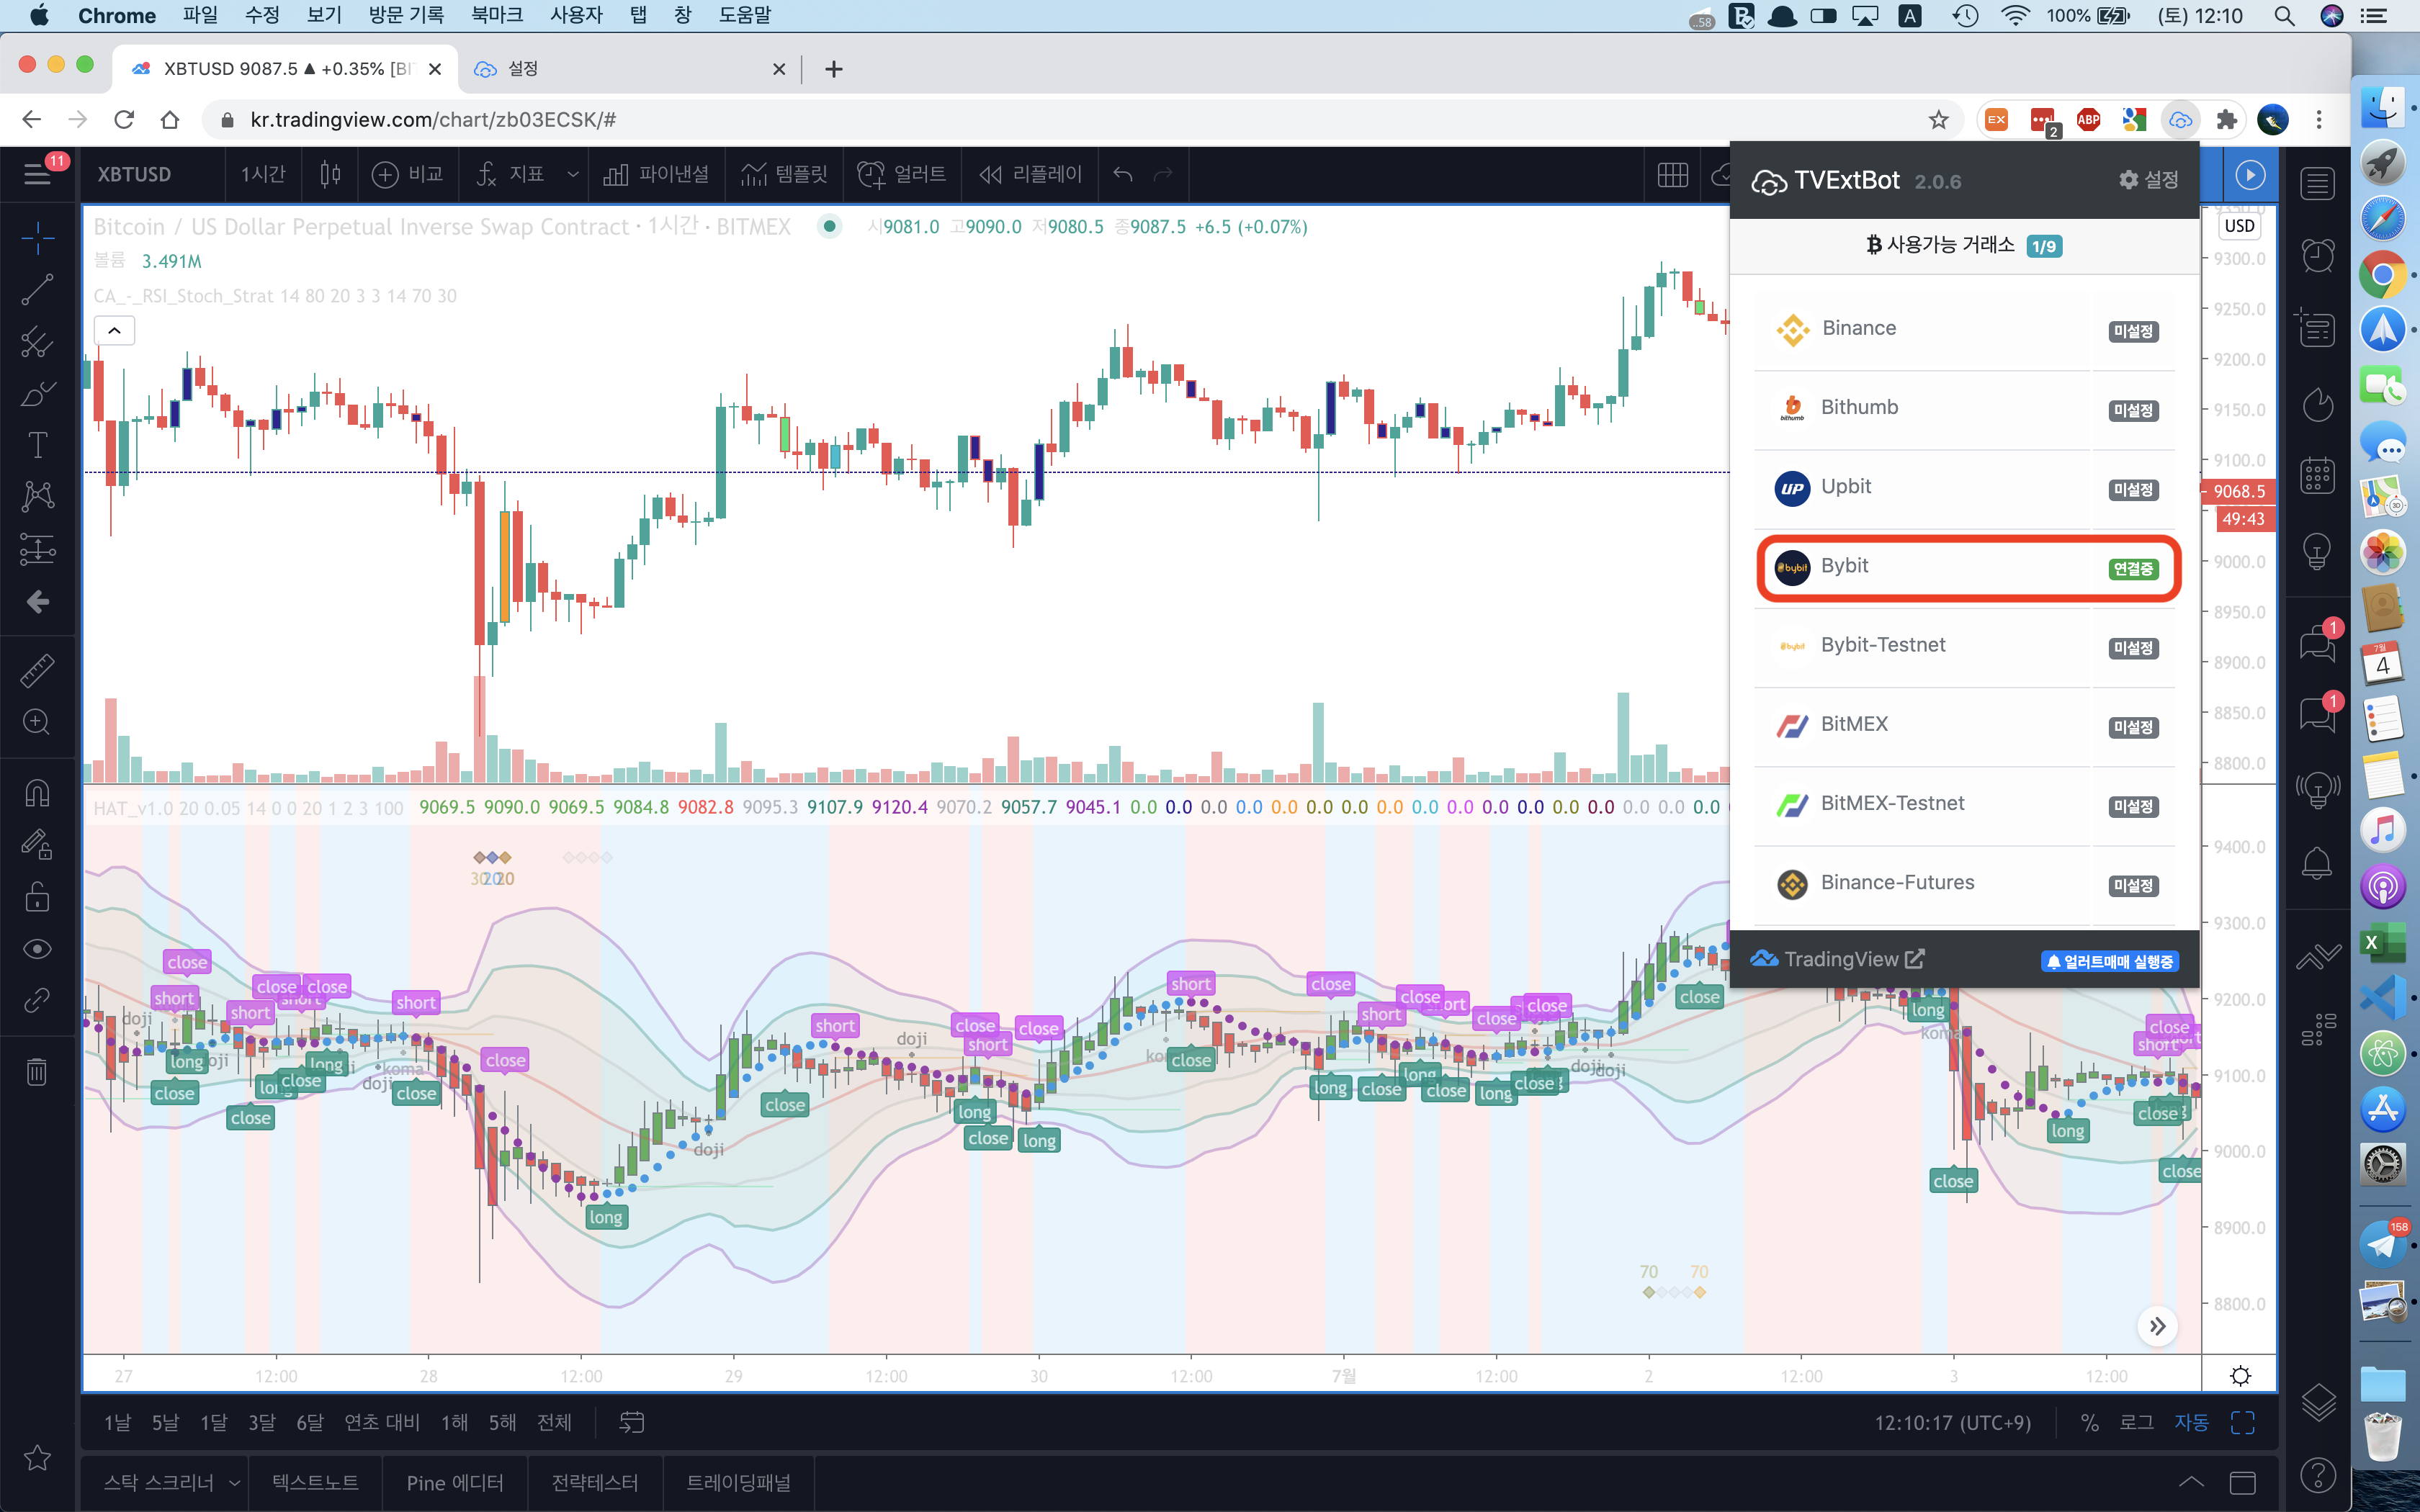 Chrome 파일 수정 보기 방문 기록 북마크 사용자 탭 창 도움말
..58 A 100% (토) 12:10
XBTUSD 9087.5 ▲ +0.35% [BI
설정
kr.tradingview.com/chart/zb03ECSK/#
EX 2 ABP
11 XBTUSD 1시간 비교 지표 파이낸셜 템플릿 얼러트 리플레이
TVExtBot 2.0.6 설정
Bitcoin / US Dollar Perpetual Inverse Swap Contract · 1시간 · BITMEX 시9081.0 고9090.0 저9080.5 종9087.5 +6.5 (+0.07%)
USD
사용가능 거래소 1/9
볼륨 3.491M
CA_-_RSI_Stoch_Strat 14 80 20 3 3 14 70 30
Binance 미설정
bithumb Bithumb 미설정
UP Upbit 미설정
bybit Bybit 연결중
bybit Bybit-Testnet 미설정
BitMEX 미설정
BitMEX-Testnet 미설정
Binance-Futures 미설정
TradingView 얼러트매매 실행중
9300.0
9250.0
9200.0
9150.0
9100.0
9068.5
49:43
9000.0
8950.0
8900.0
8850.0
8800.0
HAT_v1.0 20 0.05 14 0 0 20 1 2 3 100 9069.5 9090.0 9069.5 9084.8 9082.8 9095.3 9107.9 9120.4 9070.2 9057.7 9045.1 0.0 0.0 0.0 0.0 0.0 0.0 0.0 0.0 0.0 0.0 0.0 0.0 0.0 0.0 0.0 0.0 0.0
9400.0
9300.0
9200.0
9100.0
9000.0
8900.0
8800.0
302020
close close close short short short short close
doji long doji close long close close koma doji close
long doji close short doji close short close long close long
short koma close close short close short close close
long close long close long close doji doji
close long koma close long close short close close
70 70
27 12:00 28 12:00 29 12:00 30 12:00 7월 12:00 2 12:00 3 12:00
1날 5날 1달 3달 6달 연초 대비 1해 5해 전체
12:10:17 (UTC+9) % 로그 자동
스탁 스크리너 텍스트노트 Pine 에디터 전략테스터 트레이딩패널
1
1
7월
4
158